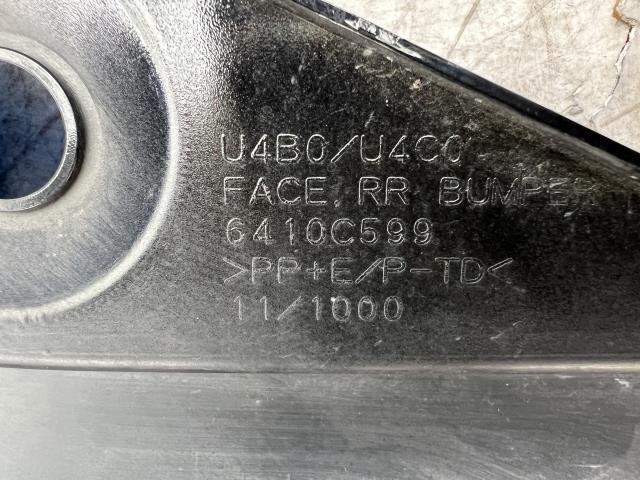 U4B0/U4C0
FACE, RR BUMPER
6410C599
>PP+E/P-TD<
11/1000